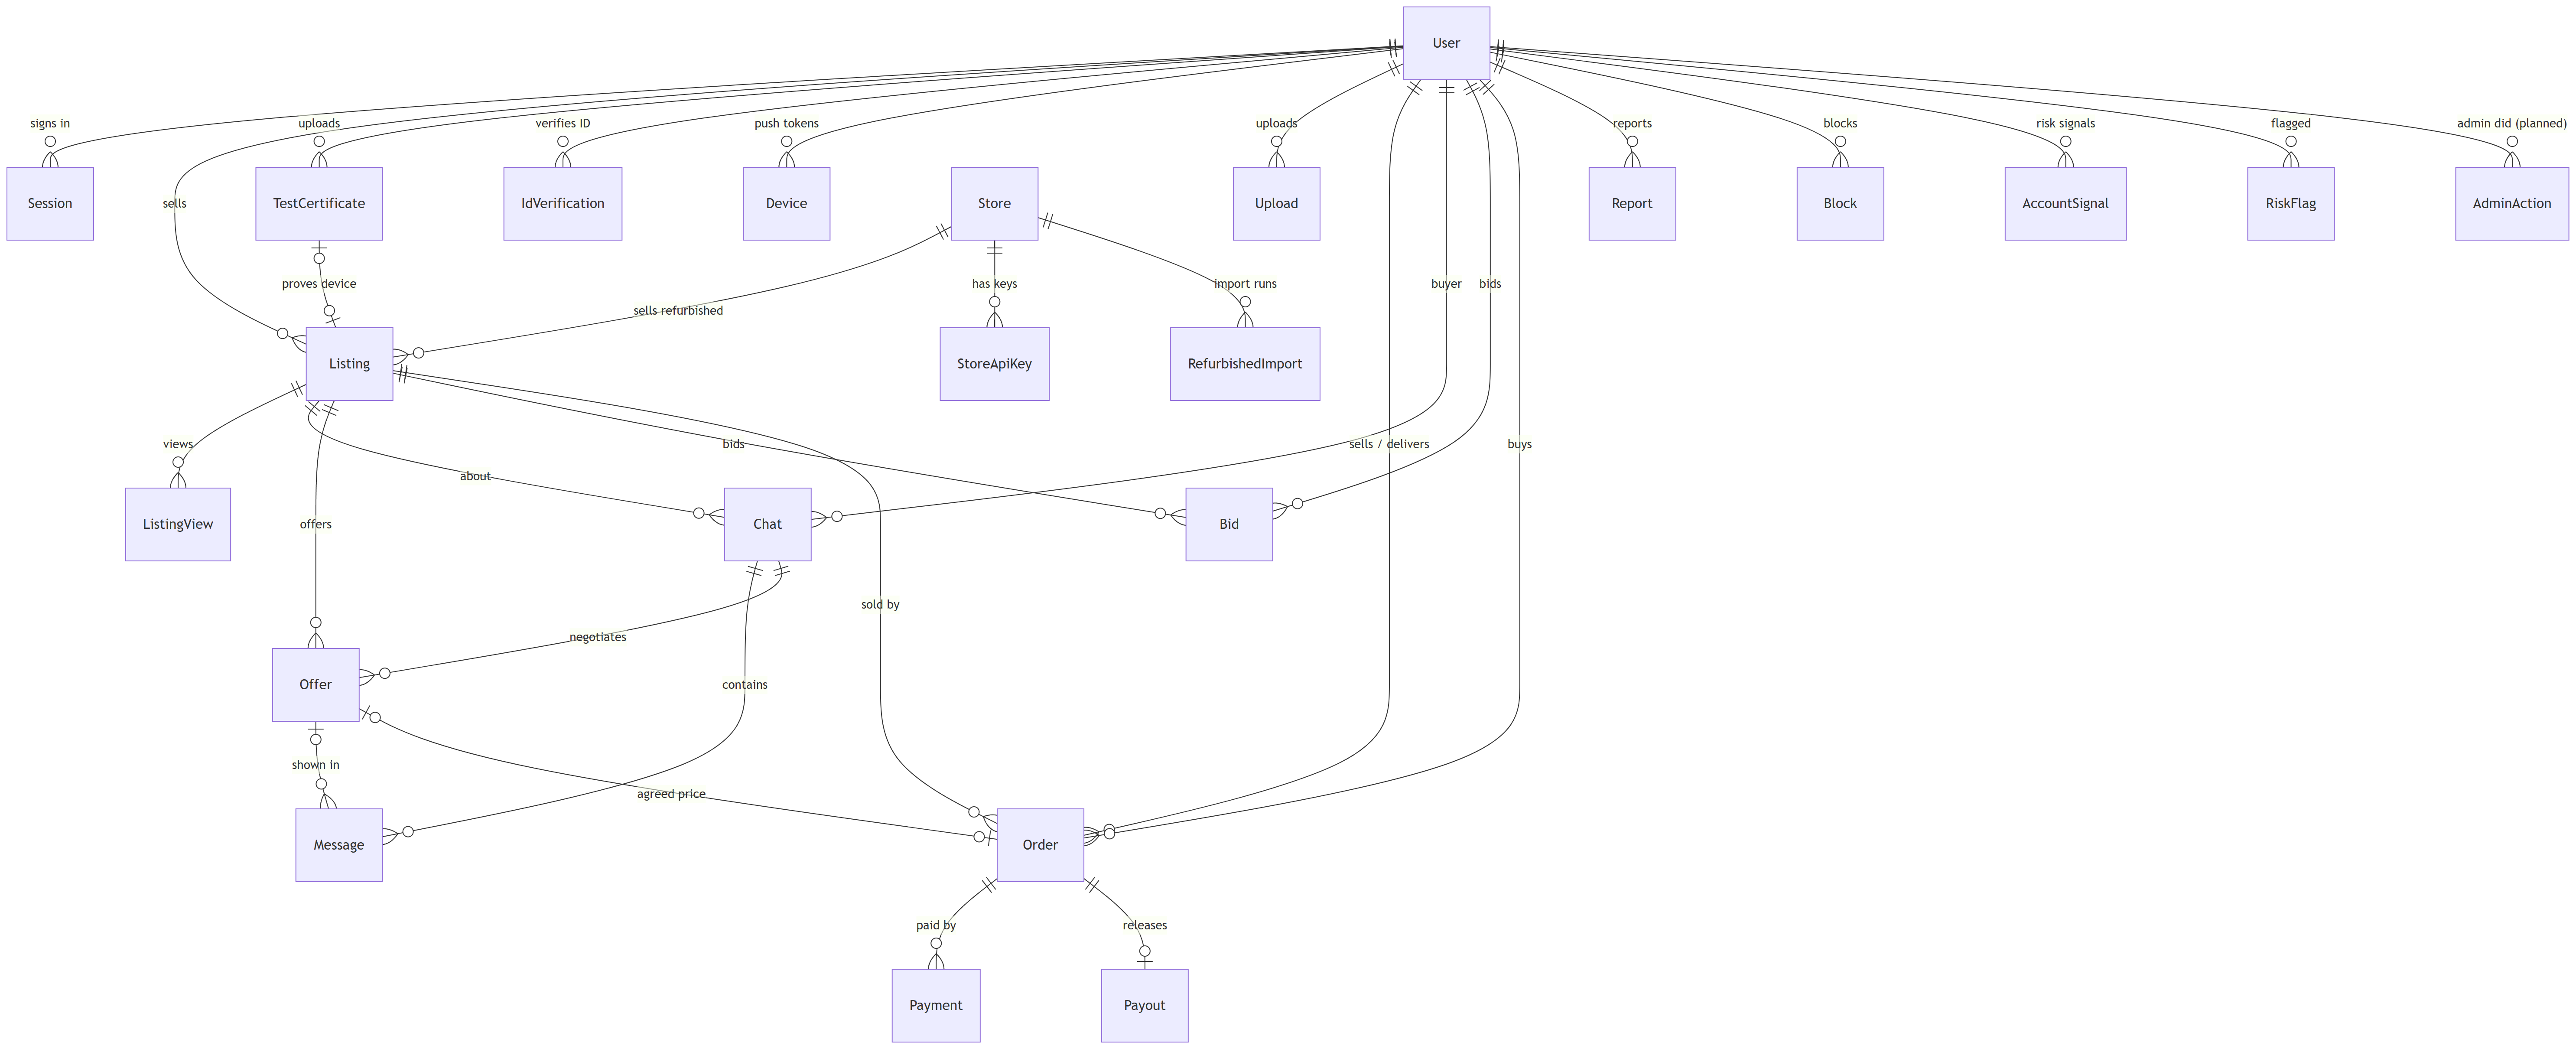 User
signs in
uploads
verifies ID
push tokens
uploads
reports
blocks
risk signals
flagged
admin did (planned)
Session
sells
TestCertificate
IdVerification
Device
Store
Upload
Report
Block
AccountSignal
RiskFlag
AdminAction
proves device
sells refurbished
has keys
import runs
buyer
bids
Listing
StoreApiKey
RefurbishedImport
views
about
bids
sells / delivers
buys
ListingView
offers
Chat
Bid
sold by
negotiates
Offer
contains
shown in
agreed price
Message
Order
paid by
releases
Payment
Payout